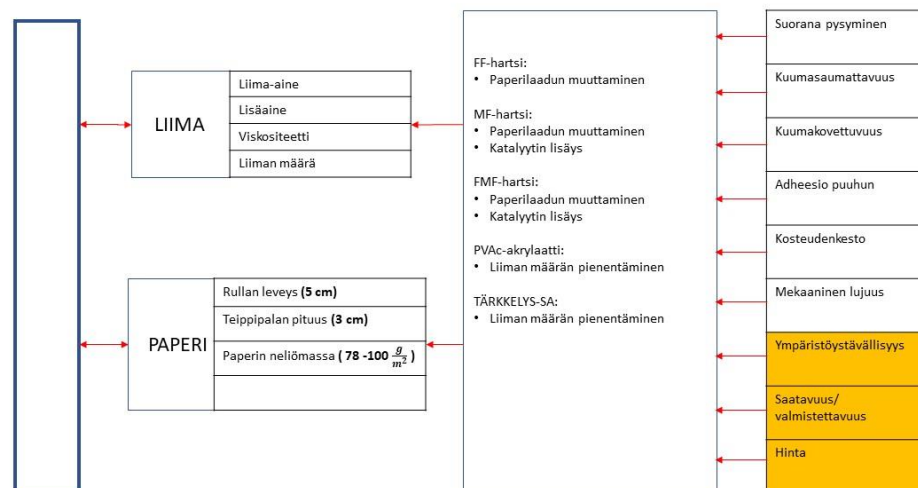 LIIMA
Liima-aine
Lisäaine
Viskositeetti
Liiman määrä
PAPERI
Rullan leveys (5 cm)
Teippipalan pituus (3 cm)
Paperin neliömassa ( 78 -100 g/m² )
FF-hartsi:
• Paperilaadun muuttaminen
MF-hartsi:
• Paperilaadun muuttaminen
• Katalyytin lisäys
FMF-hartsi:
• Paperilaadun muuttaminen
• Katalyytin lisäys
PVAc-akrylaatti:
• Liiman määrän pienentäminen
TÄRKKELYS-SA:
• Liiman määrän pienentäminen
Suorana pysyminen
Kuumasaumattavuus
Kuumakovettuvuus
Adheesio puuhun
Kosteudenkesto
Mekaaninen lujuus
Ympäristöystävällisyys
Saatavuus/
valmistettavuus
Hinta